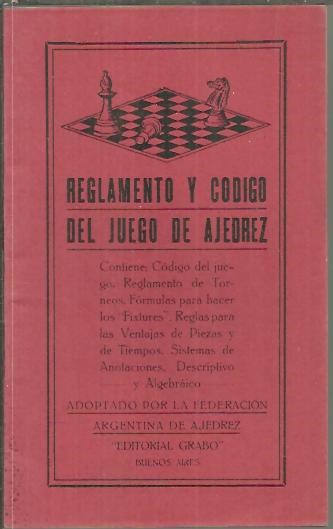 REGLAMENTO Y CODIGO
DEL JUEGO DE AJEDREZ
Contiene: Código del jue-
go. Reglamento de Tor-
neos. Fórmulas para hacer
los "Fixtures". Reglas para
las Ventajas de Piezas y
de Tiempos. Sistemas de
Anotaciones. Descriptivo
y Algebráico
ADOPTADO POR LA FEDERACIÓN
ARGENTINA DE AJEDREZ
"EDITORIAL GRABO"
BUENOS AIRES